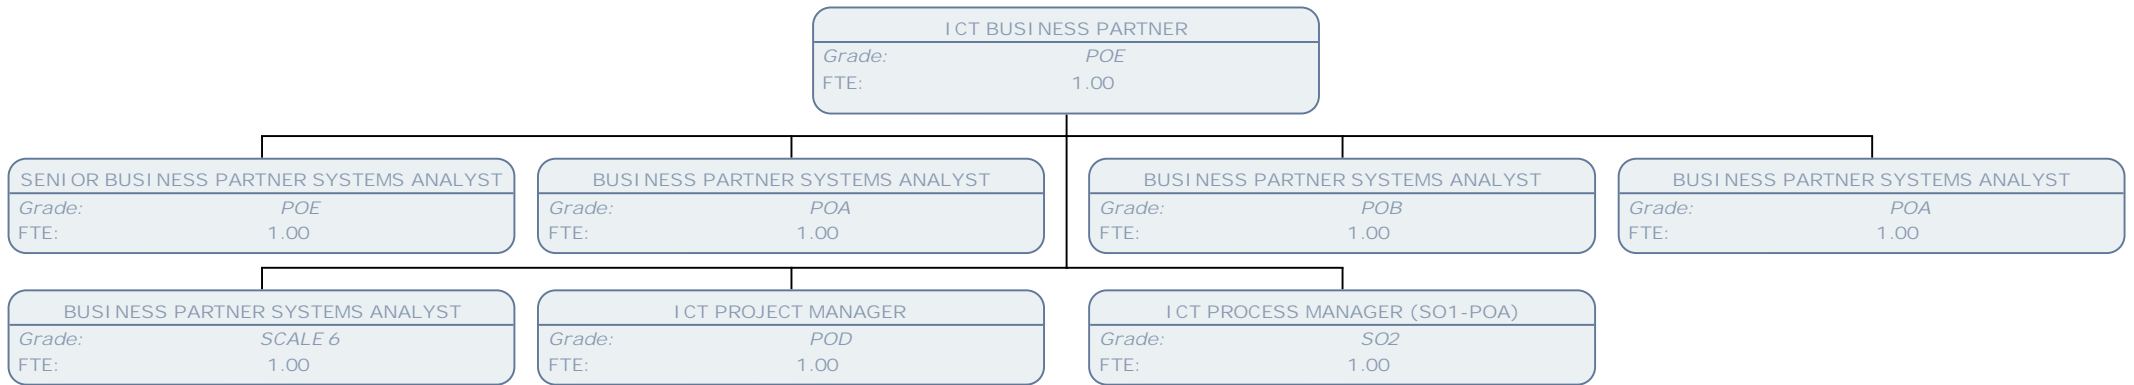 ICT BUSINESS PARTNER
Grade: POE
FTE: 1.00
SENIOR BUSINESS PARTNER SYSTEMS ANALYST
Grade: POE
FTE: 1.00
BUSINESS PARTNER SYSTEMS ANALYST
Grade: POA
FTE: 1.00
BUSINESS PARTNER SYSTEMS ANALYST
Grade: POB
FTE: 1.00
BUSINESS PARTNER SYSTEMS ANALYST
Grade: POA
FTE: 1.00
BUSINESS PARTNER SYSTEMS ANALYST
Grade: SCALE 6
FTE: 1.00
ICT PROJECT MANAGER
Grade: POD
FTE: 1.00
ICT PROCESS MANAGER (SO1-POA)
Grade: SO2
FTE: 1.00